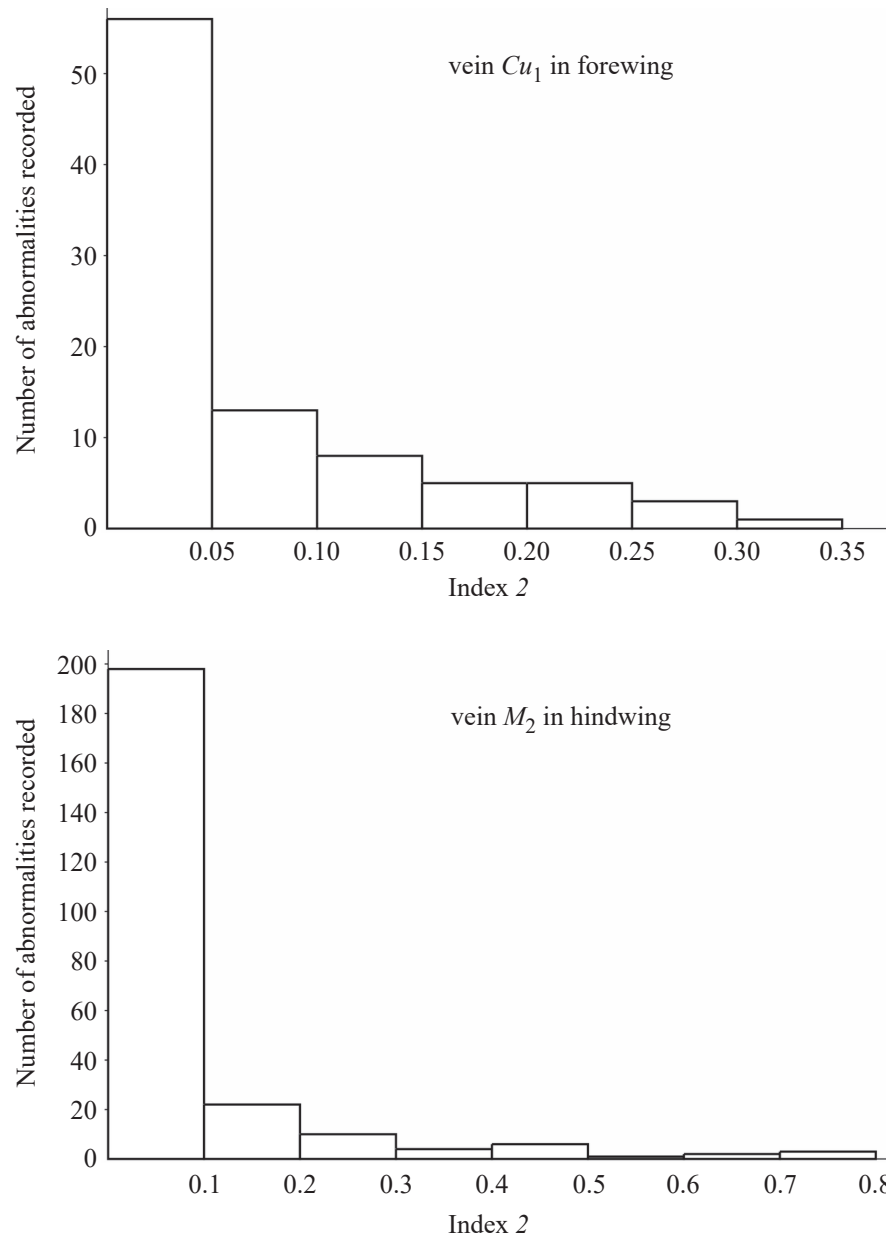 vein Cu1 in forewing
Number of abnormalities recorded
50
40
30
20
10
0
0.05 0.10 0.15 0.20 0.25 0.30 0.35
Index 2
vein M2 in hindwing
Number of abnormalities recorded
200
180
160
140
120
100
80
60
40
20
0
0.1 0.2 0.3 0.4 0.5 0.6 0.7 0.8
Index 2